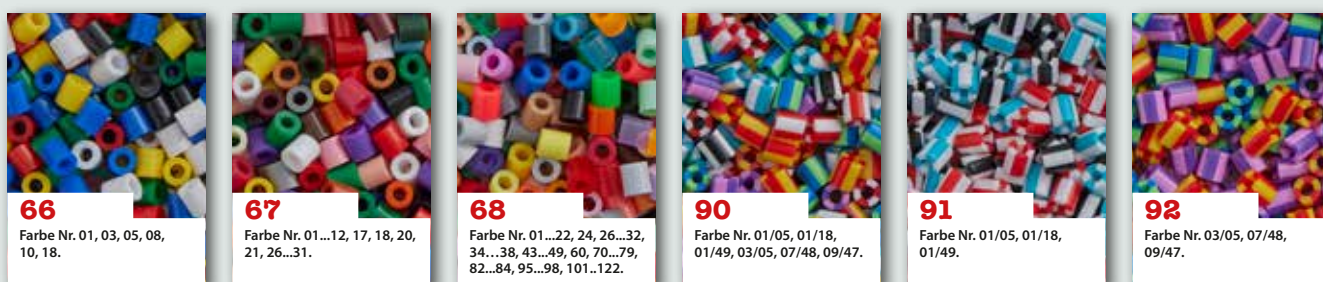 66
Farbe Nr. 01, 03, 05, 08,
10, 18.
67
Farbe Nr. 01...12, 17, 18, 20,
21, 26...31.
68
Farbe Nr. 01...22, 24, 26...32,
34…38, 43...49, 60, 70...79,
82...84, 95...98, 101..122.
90
Farbe Nr. 01/05, 01/18,
01/49, 03/05, 07/48, 09/47.
91
Farbe Nr. 01/05, 01/18,
01/49.
92
Farbe Nr. 03/05, 07/48,
09/47.